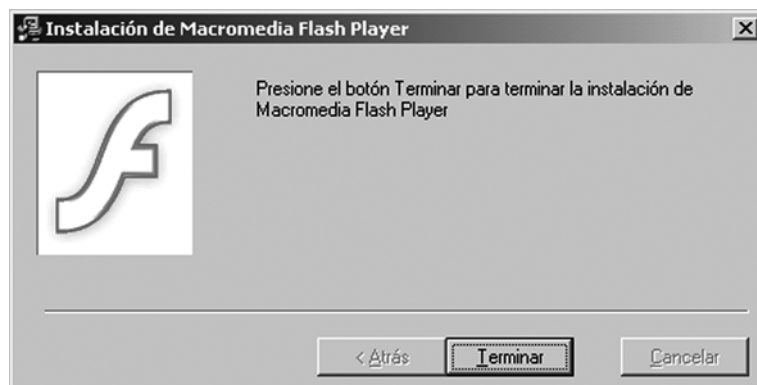 Instalación de Macromedia Flash Player
Presione el botón Terminar para terminar la instalación de
Macromedia Flash Player
< Atrás
Terminar
Cancelar